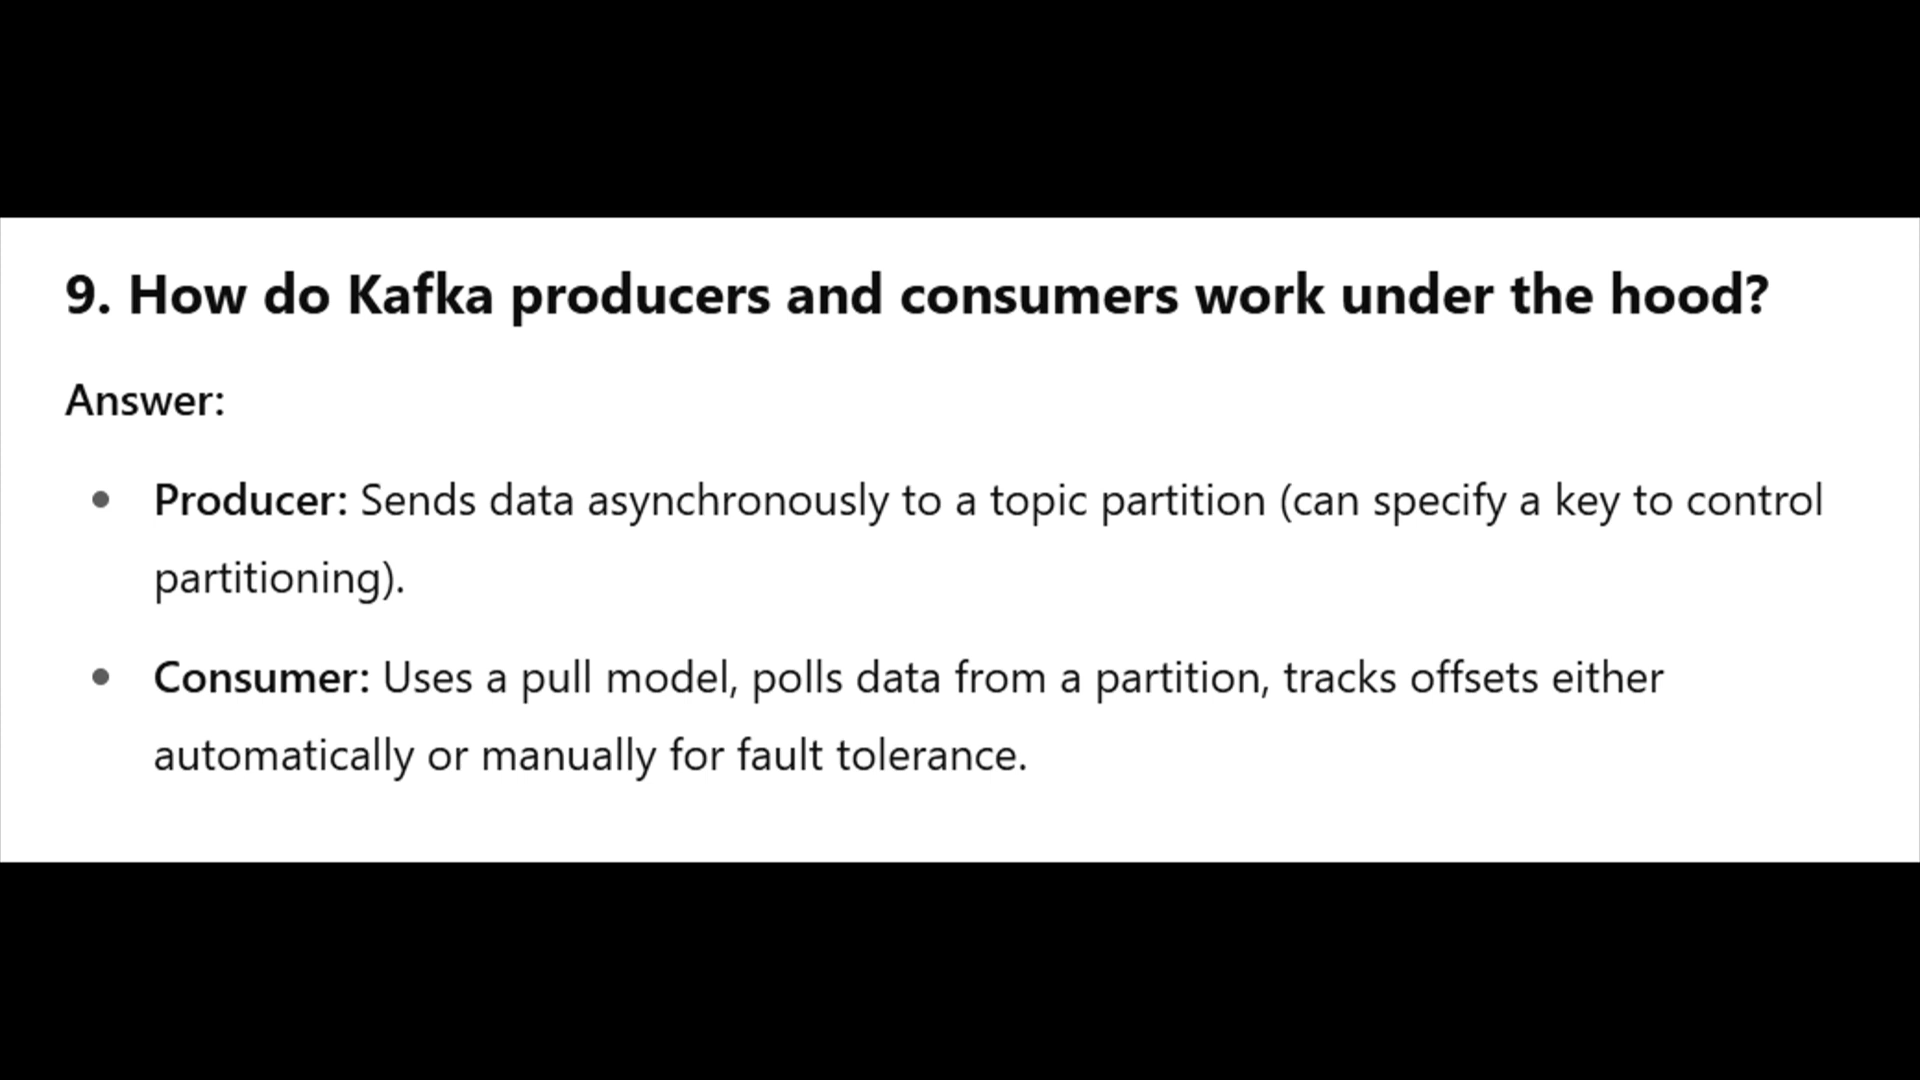 9. How do Kafka producers and consumers work under the hood?
Answer:
• Producer: Sends data asynchronously to a topic partition (can specify a key to control
partitioning).
• Consumer: Uses a pull model, polls data from a partition, tracks offsets either
automatically or manually for fault tolerance.